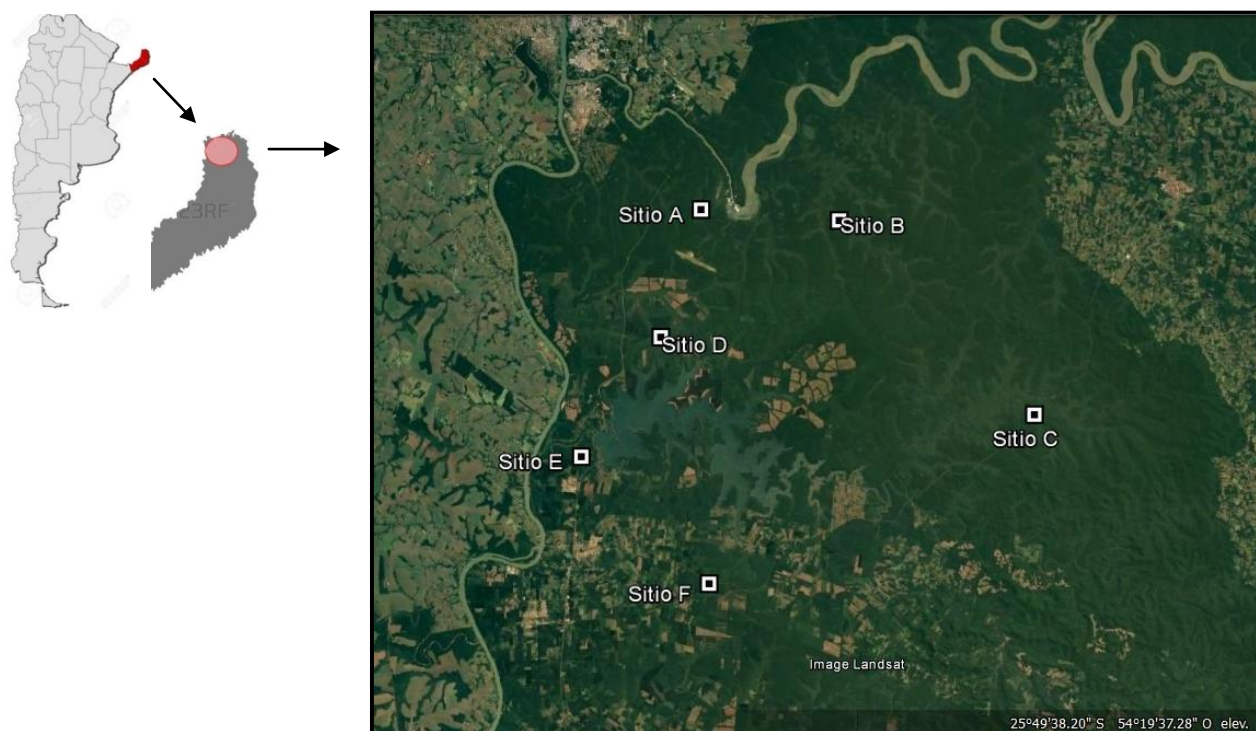 Sitio A
Sitio B
Sitio D
Sitio C
Sitio E
Sitio F
Image Landsat
25°49'38.20" S 54°19'37.28" O elev.